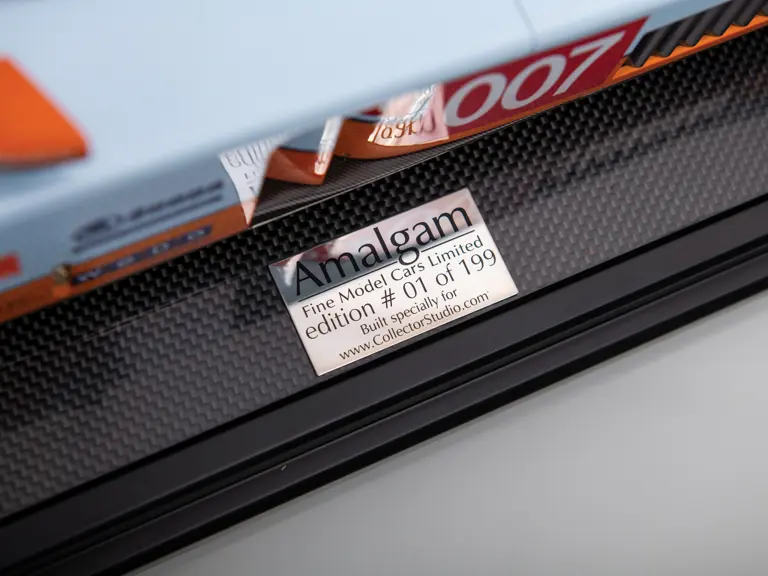 007
Amalgam
Fine Model Cars Limited
edition # 01 of 199
Built specially for
www.CollectorStudio.com